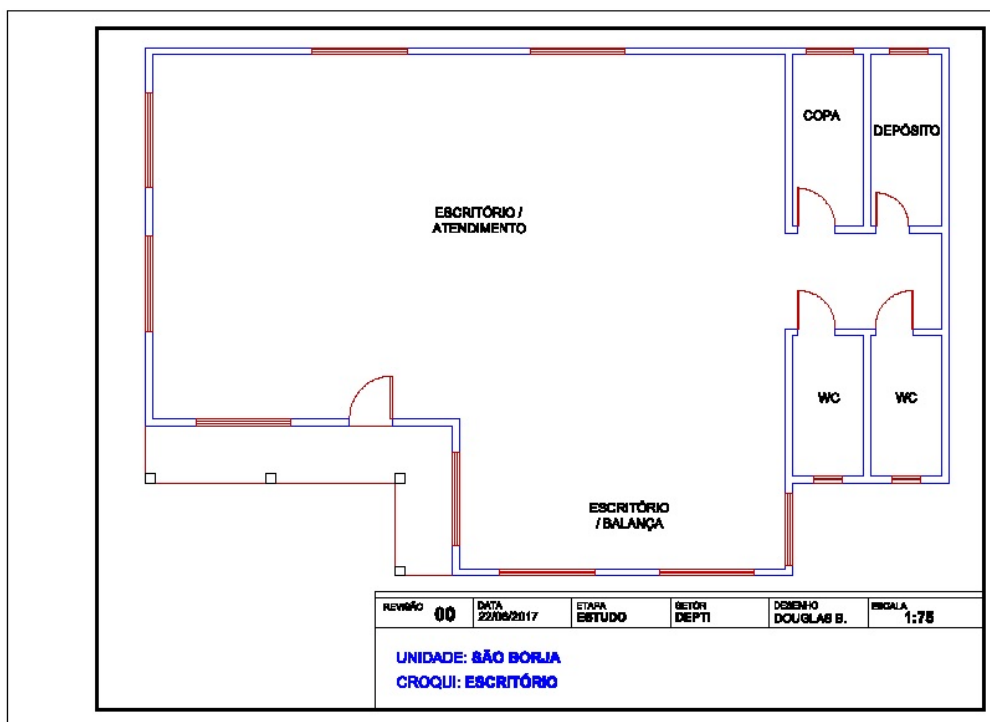 COPA
DEPÓSITO
ESCRITÓRIO /
ATENDIMENTO
WC
WC
ESCRITÓRIO
/ BALANÇA
REVISÃO 00
DATA
22/06/2017
ETAPA
ESTUDO
SETOR
DEPTI
DESENHO
DOUGLAS B.
ESCALA
1:75
UNIDADE: SÃO BORJA
CROQUI: ESCRITÓRIO